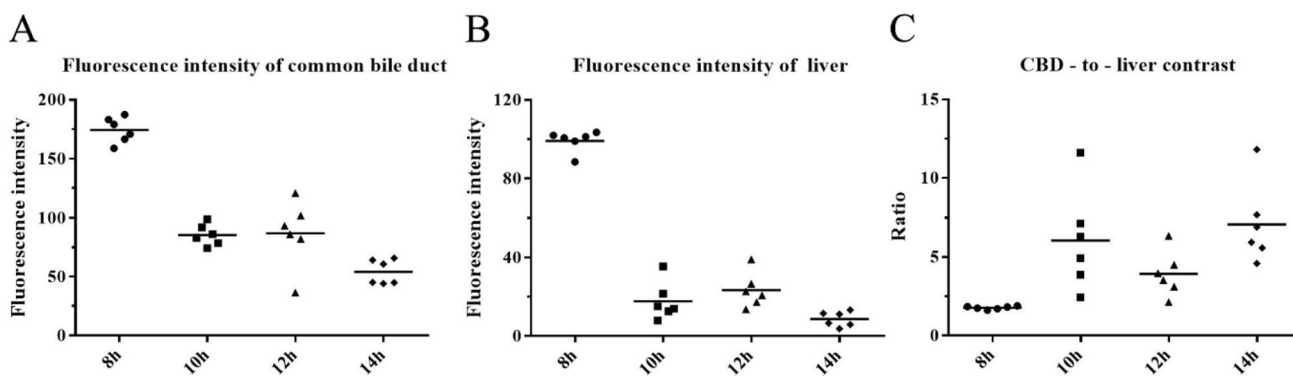 A
Fluorescence intensity of common bile duct
Fluorescence intensity
200
150
100
50
0
8h
10h
12h
14h
B
Fluorescence intensity of liver
Fluorescence intensity
120
80
40
0
8h
10h
12h
14h
C
CBD - to - liver contrast
Ratio
15
10
5
0
8h
10h
12h
14h